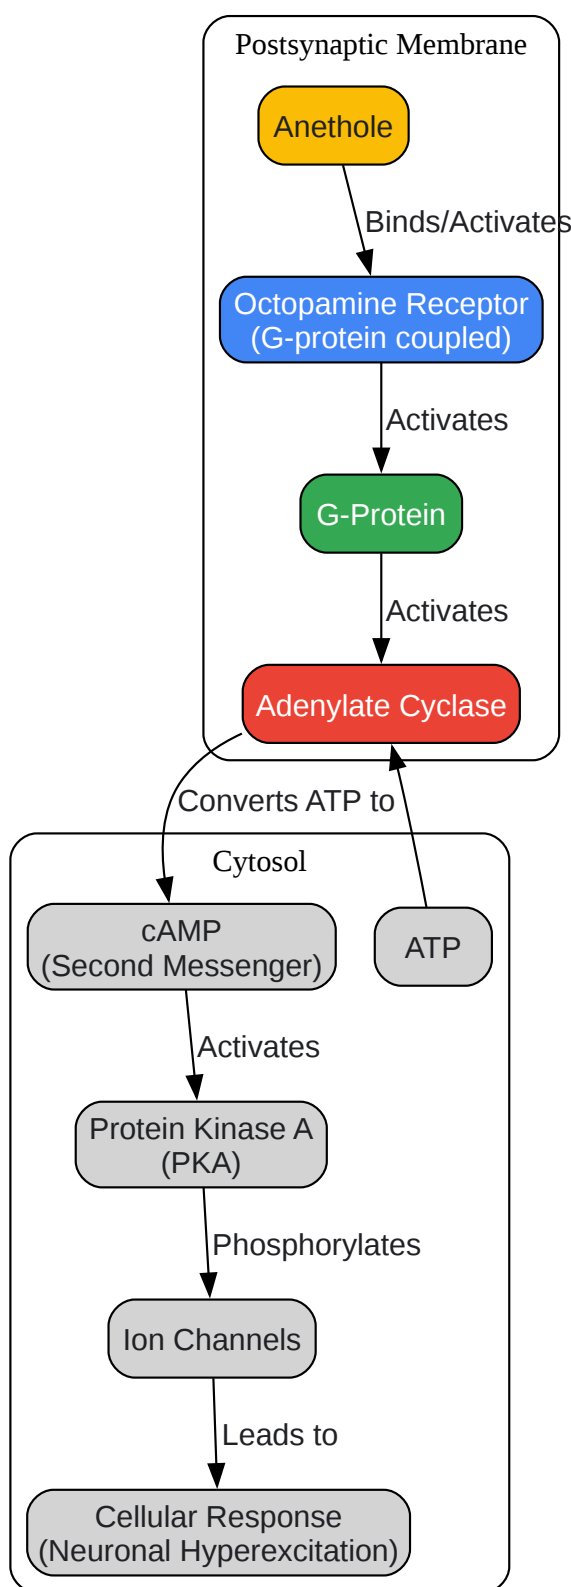 Postsynaptic Membrane
Anethole
Binds/Activates
Octopamine Receptor
(G-protein coupled)
Activates
G-Protein
Activates
Adenylate Cyclase
Converts ATP to
Cytosol
cAMP
(Second Messenger)
ATP
Activates
Protein Kinase A
(PKA)
Phosphorylates
Ion Channels
Leads to
Cellular Response
(Neuronal Hyperexcitation)